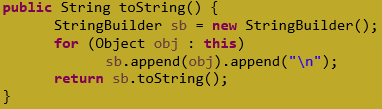 public String toString() {
StringBuilder sb = new StringBuilder();
for (Object obj : this)
sb.append(obj).append("\n");
return sb.toString();
}